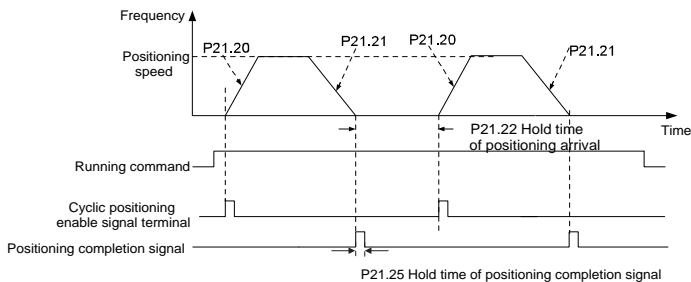 Frequency
P21.20
P21.21
P21.20
P21.21
Positioning
speed
Time
P21.22 Hold time
of positioning arrival
Running command
Cyclic positioning
enable signal terminal
Positioning completion signal
P21.25 Hold time of positioning completion signal